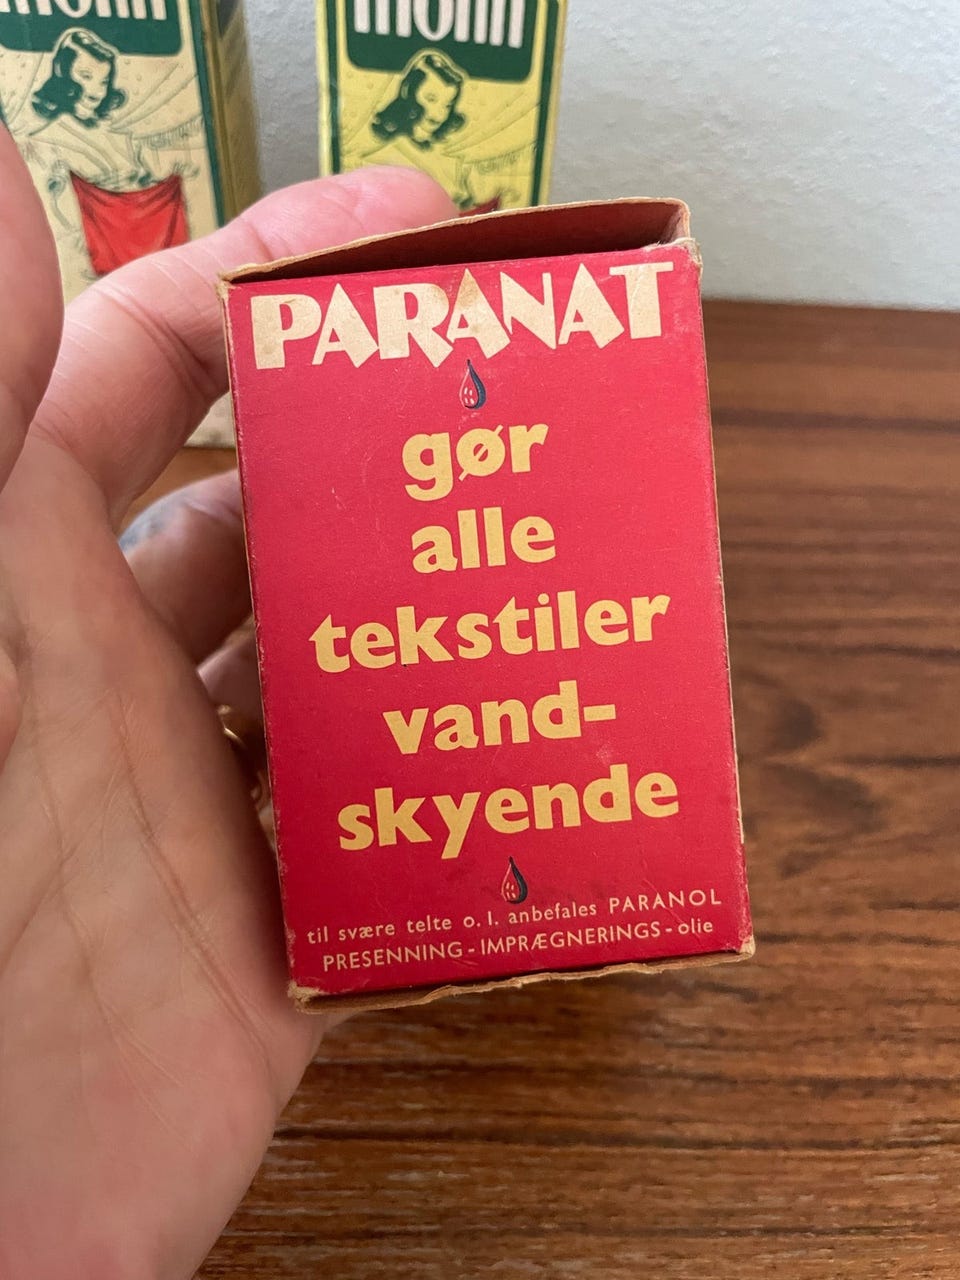 PARANAT
gør
alle
tekstiler
vand-
skyende
til svære telte o. l. anbefales PARANOL
PRESENNING - IMPRÆGNERINGS - olie